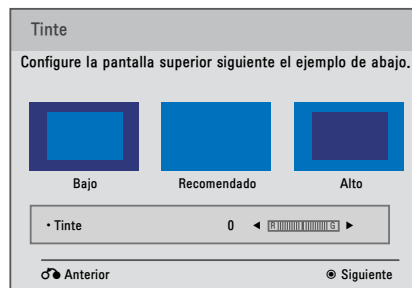 Tinte
Configure la pantalla superior siguiente el ejemplo de abajo.
Bajo Recomendado Alto
• Tinte 0 ◄ R G ►
Anterior ◉ Siguiente